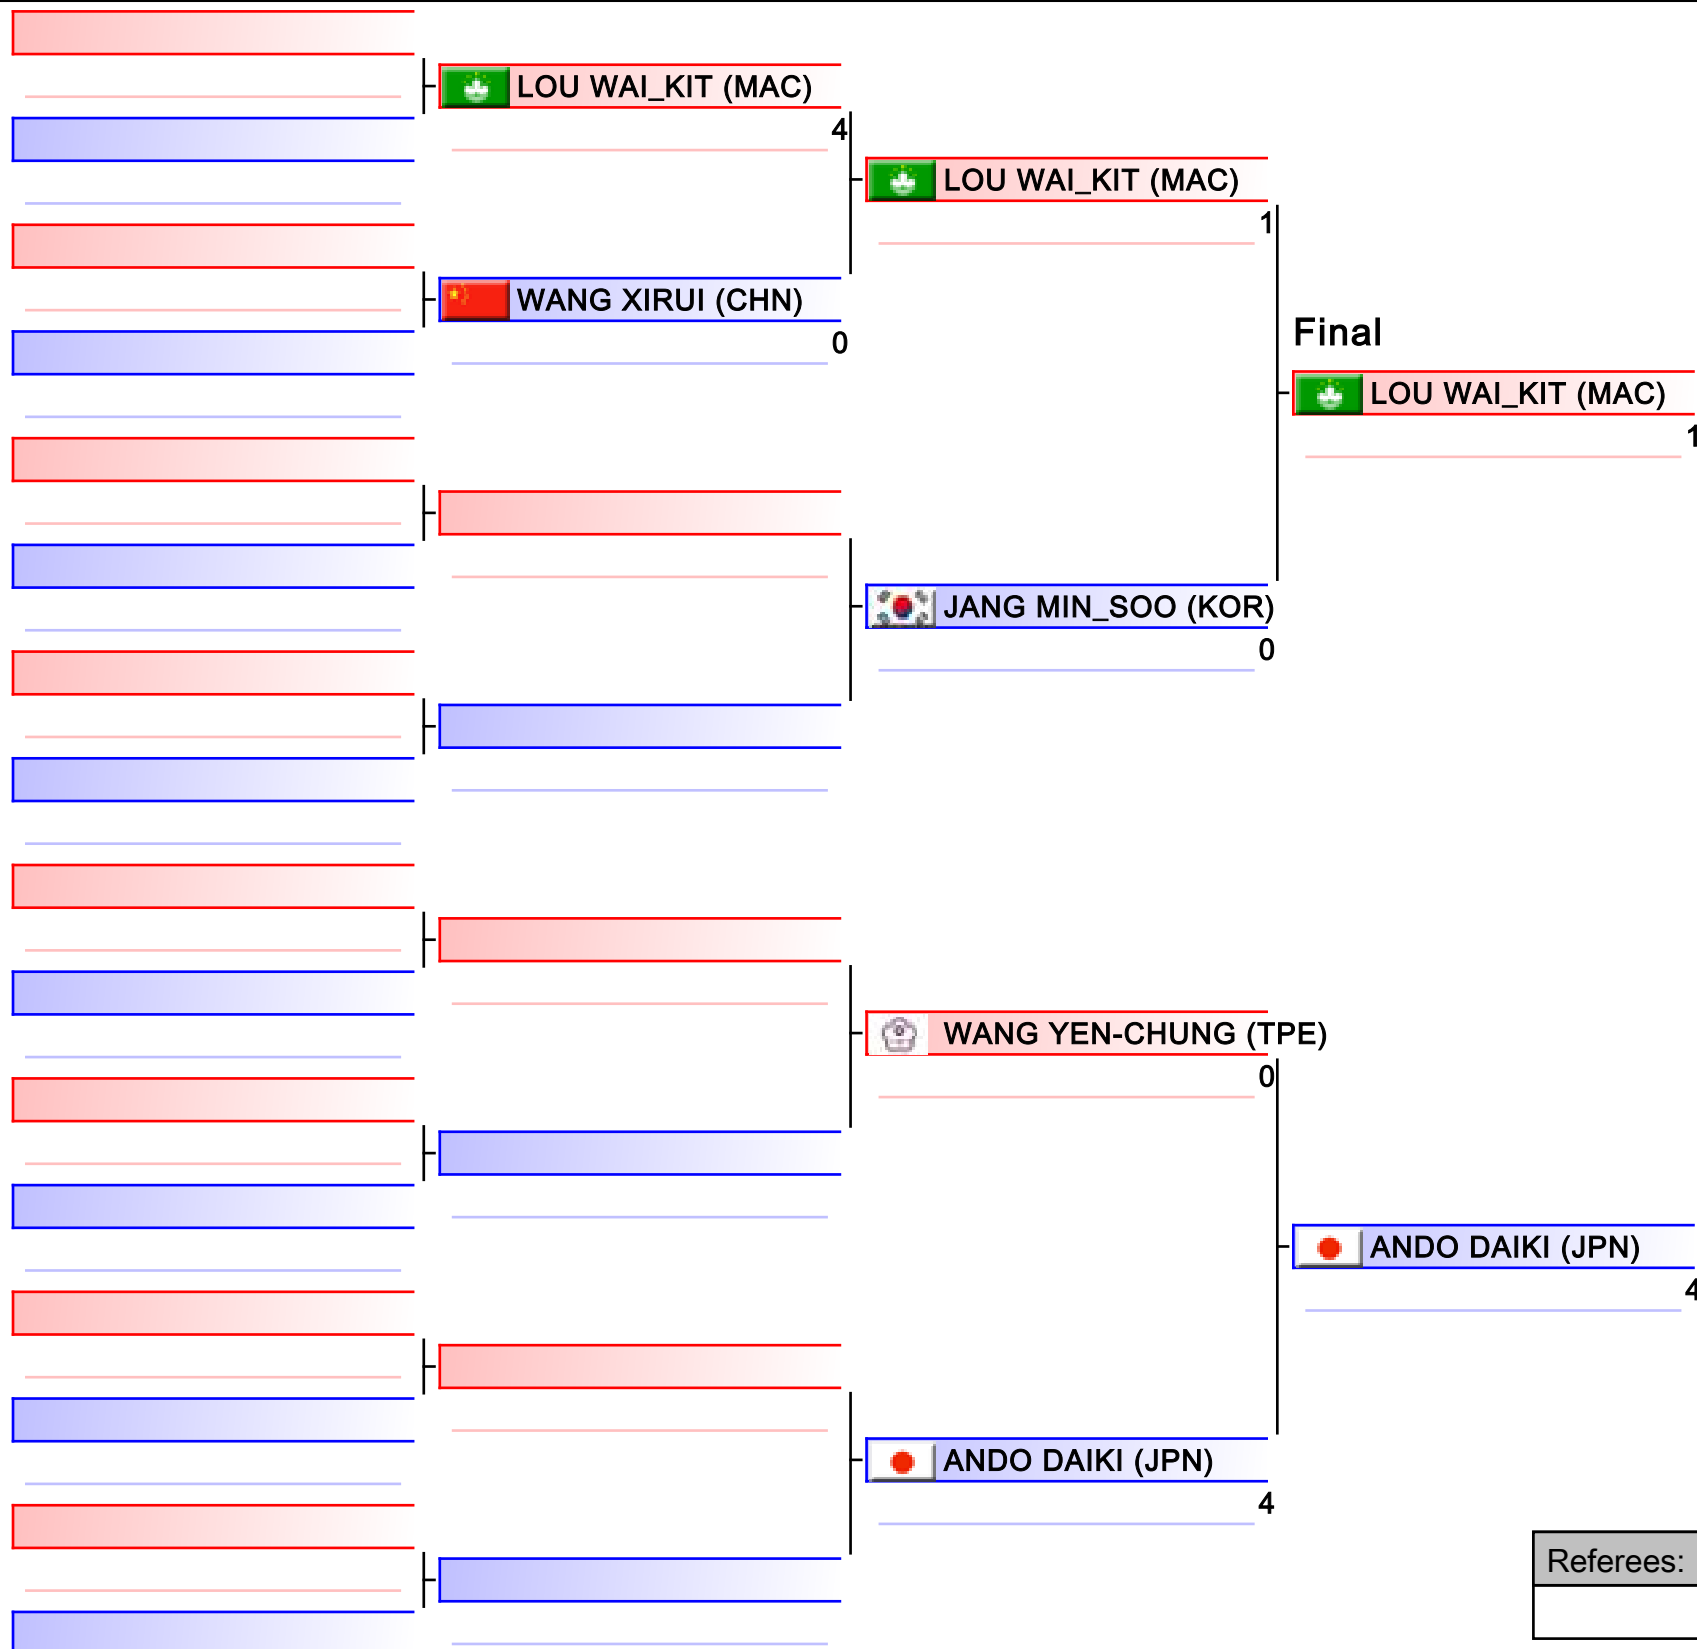 LOU WAI_KIT (MAC)
4
LOU WAI_KIT (MAC)
1
WANG XIRUI (CHN)
0
Final
LOU WAI_KIT (MAC)
1
JANG MIN_SOO (KOR)
0
WANG YEN-CHUNG (TPE)
0
ANDO DAIKI (JPN)
4
ANDO DAIKI (JPN)
4
Referees: